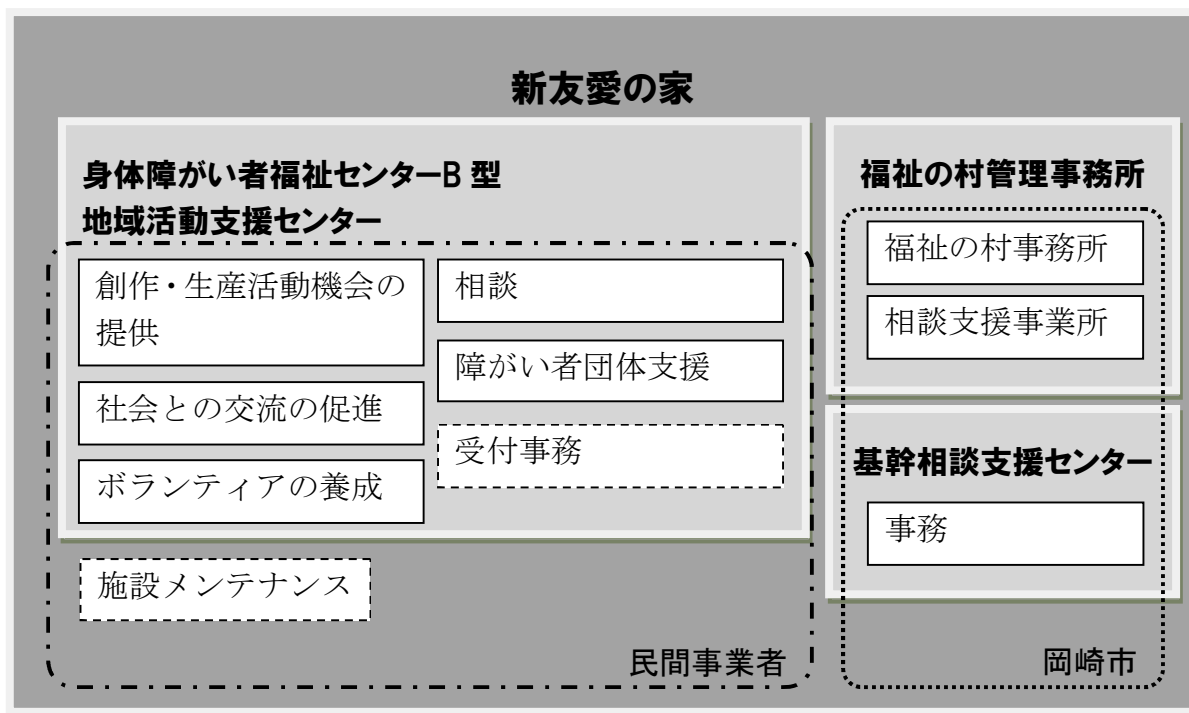 新友愛の家
身体障がい者福祉センターB 型
地域活動支援センター
創作・生産活動機会の
提供
社会との交流の促進
ボランティアの養成
相談
障がい者団体支援
受付事務
施設メンテナンス
民間事業者
福祉の村管理事務所
福祉の村事務所
相談支援事業所
基幹相談支援センター
事務
岡崎市